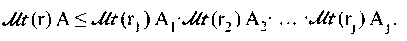 𝓜𝓉 (r) A ≤ 𝓜𝓉 (r₁) A₁· 𝓜𝓉 (r₂) A₂· … · 𝓜𝓉 (rⱼ) Aⱼ.